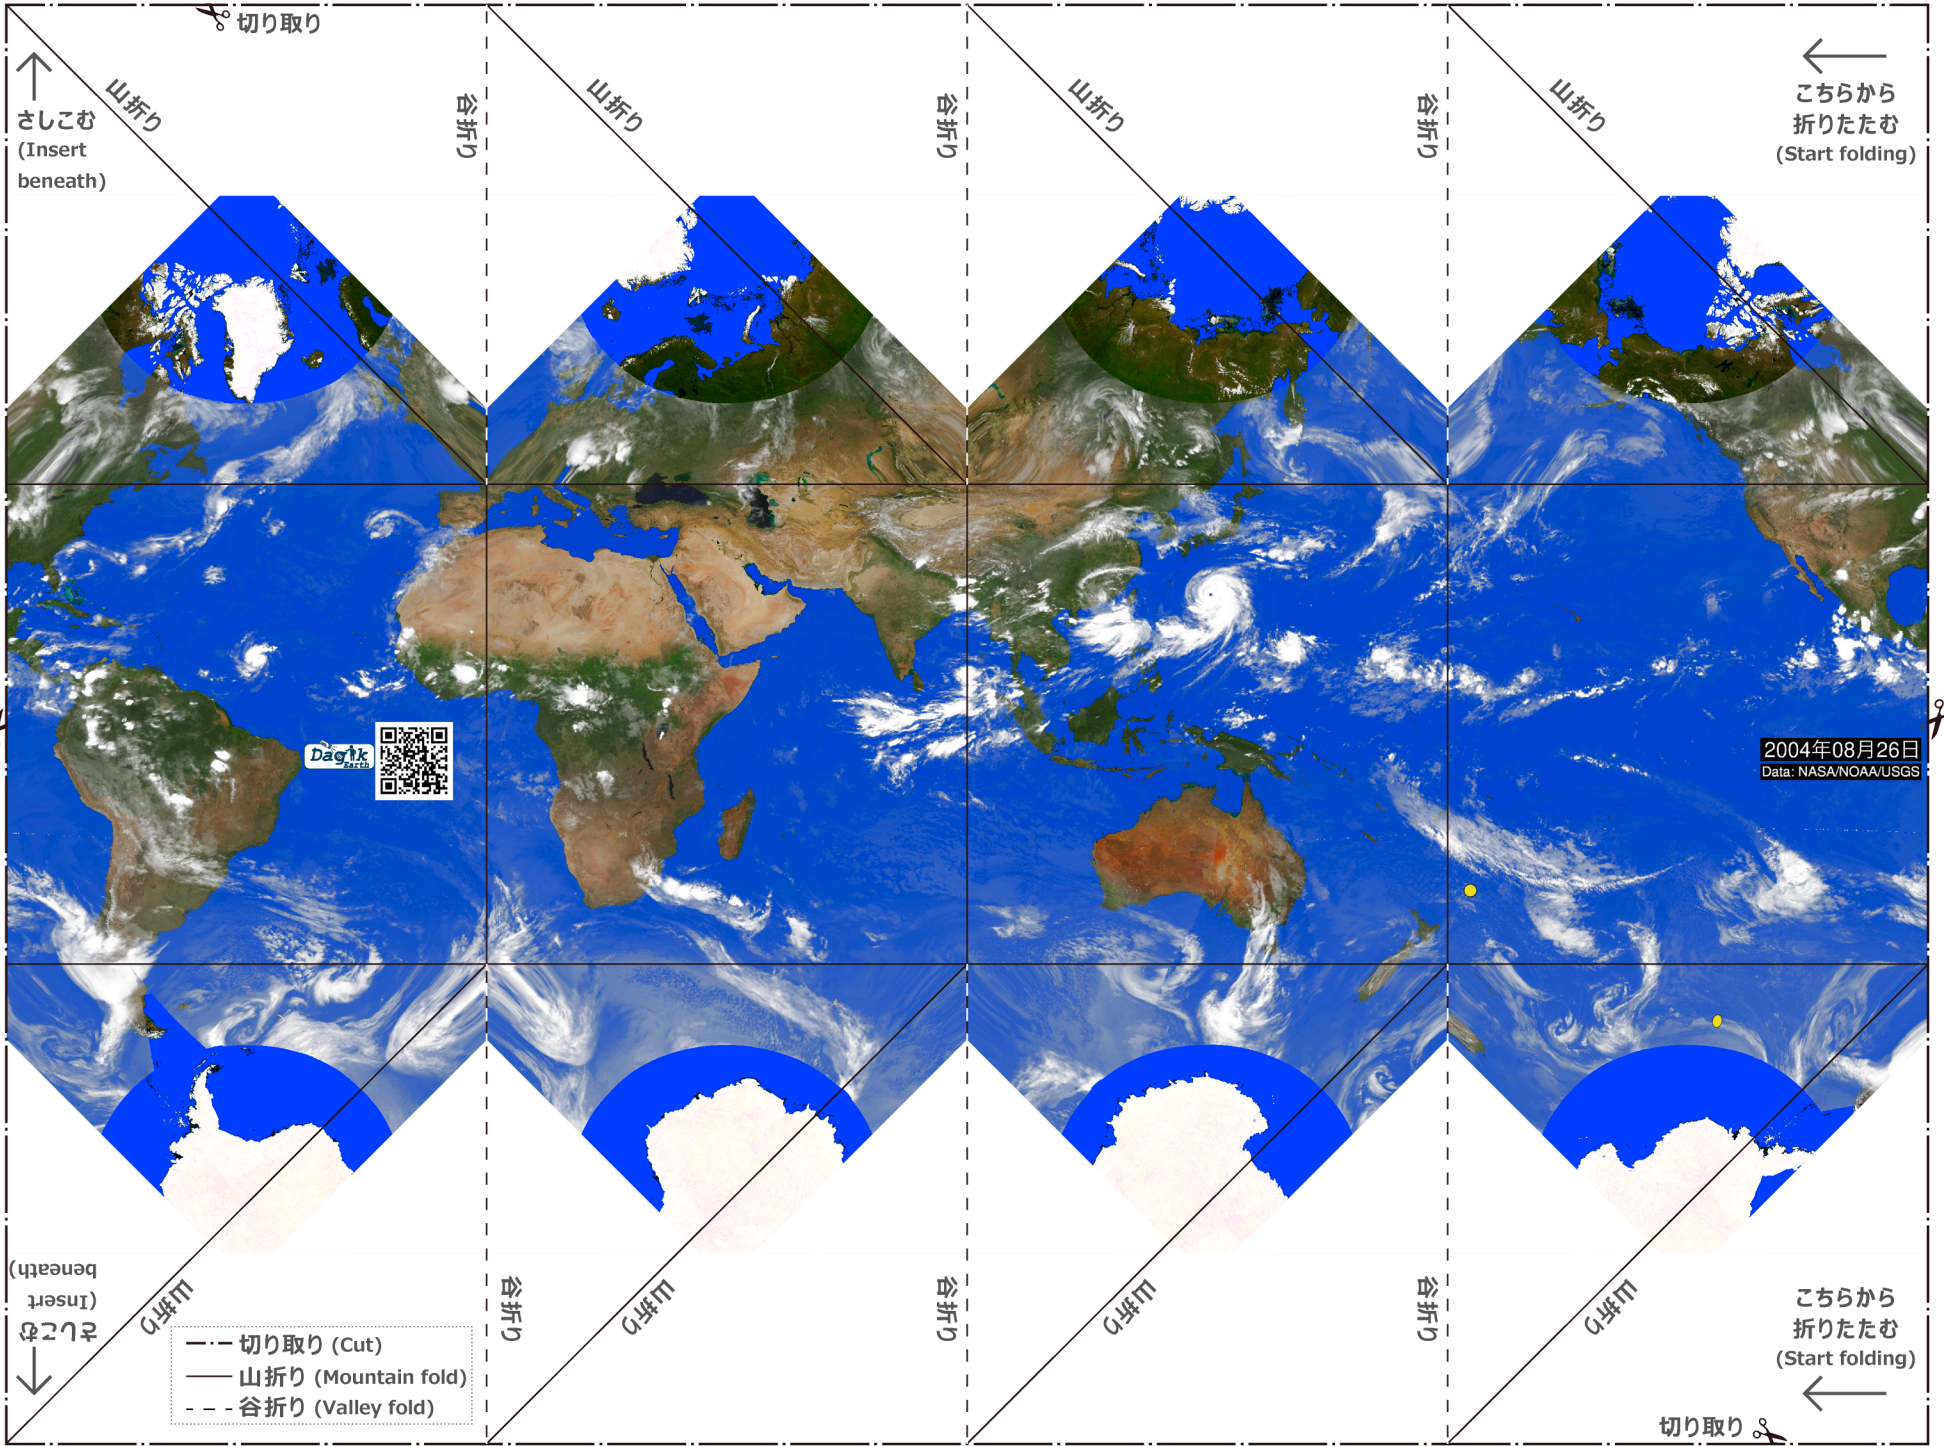 切り取り
山折り
谷折り
山折り
谷折り
山折り
谷折り
山折り
さしこむ
(Insert
beneath)
こちらから
折りたたむ
(Start folding)
Dagik
Earth
2004年08月26日
Data: NASA/NOAA/USGS
さしこむ
(Insert
beneath)
山折り
谷折り
山折り
谷折り
山折り
谷折り
山折り
こちらから
折りたたむ
(Start folding)
切り取り (Cut)
山折り (Mountain fold)
谷折り (Valley fold)
切り取り